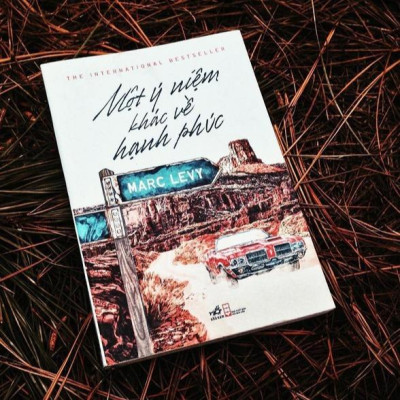 THE INTERNATIONAL BESTSELLER
Một ý niệm
khác về
hạnh phúc
MARC LEVY